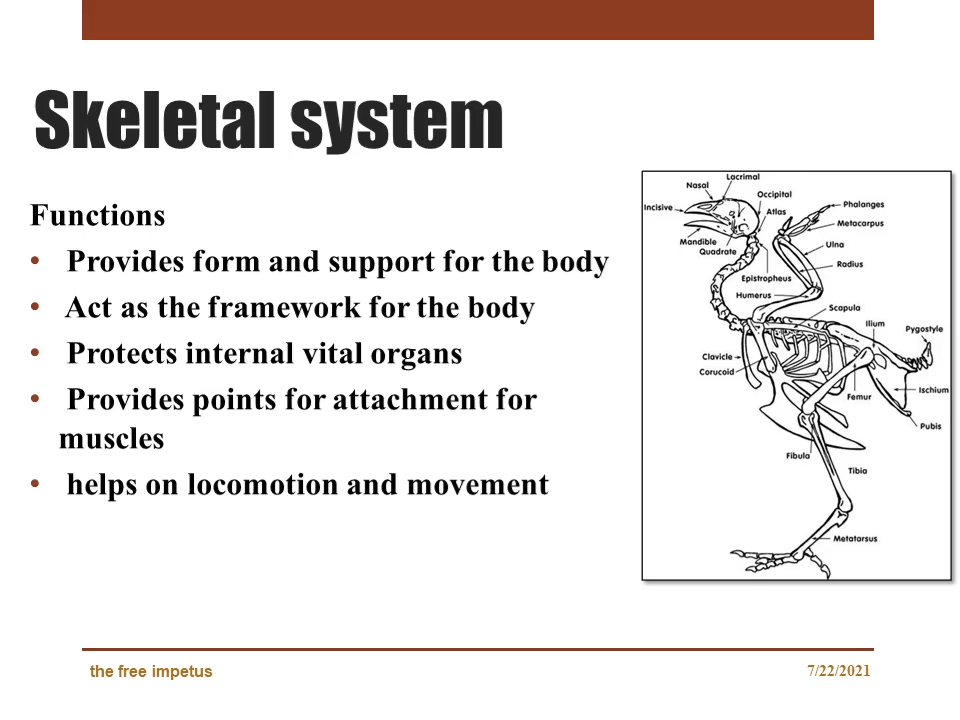 Skeletal system
Functions
• Provides form and support for the body
• Act as the framework for the body
• Protects internal vital organs
• Provides points for attachment for
muscles
• helps on locomotion and movement
Lacrimal
Nasal
Occipital
Incisive
Atlas
Phalanges
Metacarpus
Mandible
Quadrate
Ulna
Radius
Epistropheus
Humerus
Scapula
Ilium
Pygostyle
Clavicle
Corucoid
Ischium
Femur
Pubis
Fibula
Tibia
Metatarsus
the free impetus
7/22/2021